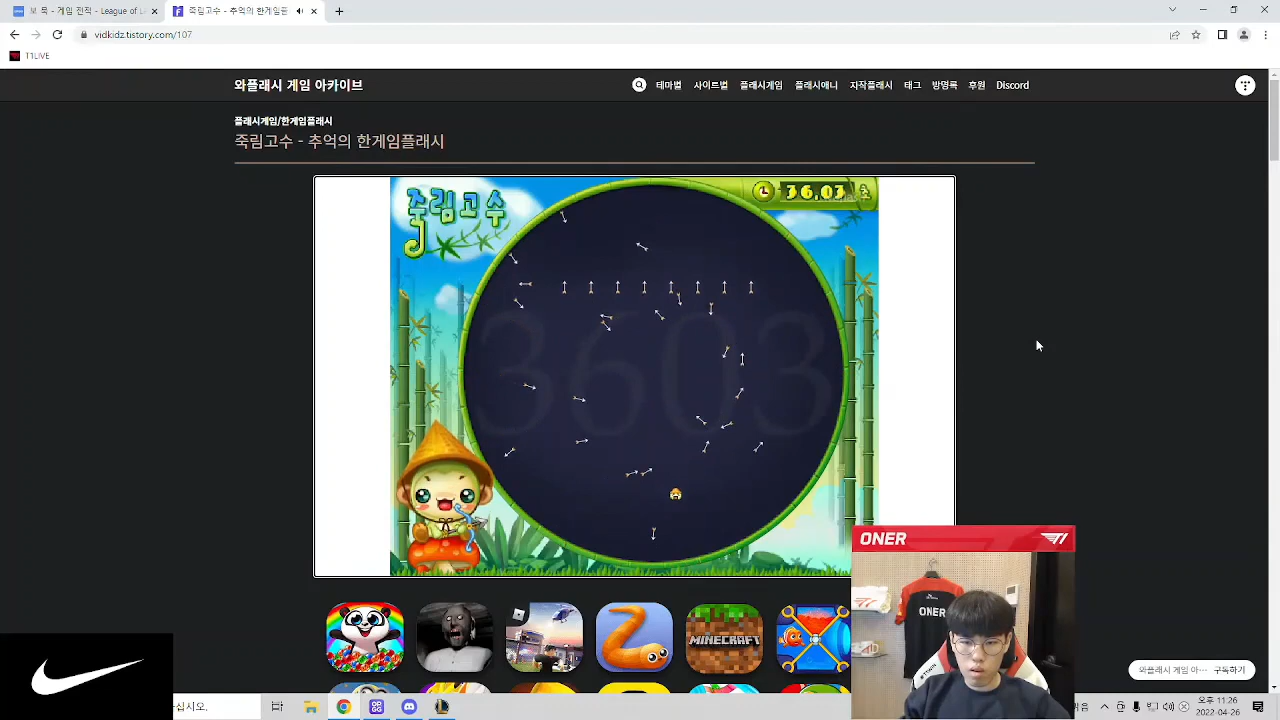 보 룩 - 게임 전적 - League of L
죽림고수 - 추억의 한게임플
vidkidz.tistory.com/107
T1LIVE
와플래시 게임 아카이브
테마별 사이트별 플래시게임 플래시애니 자작플래시 태그 방명록 후원 Discord
플래시게임/한게임플래시
죽림고수 - 추억의 한게임플래시
죽림고수
36.03 초
3603
ONER
T1
ONER
MINECRAFT
와플래시 게임 아… 구독하기
십시오.
오후 11:26
2022-04-26